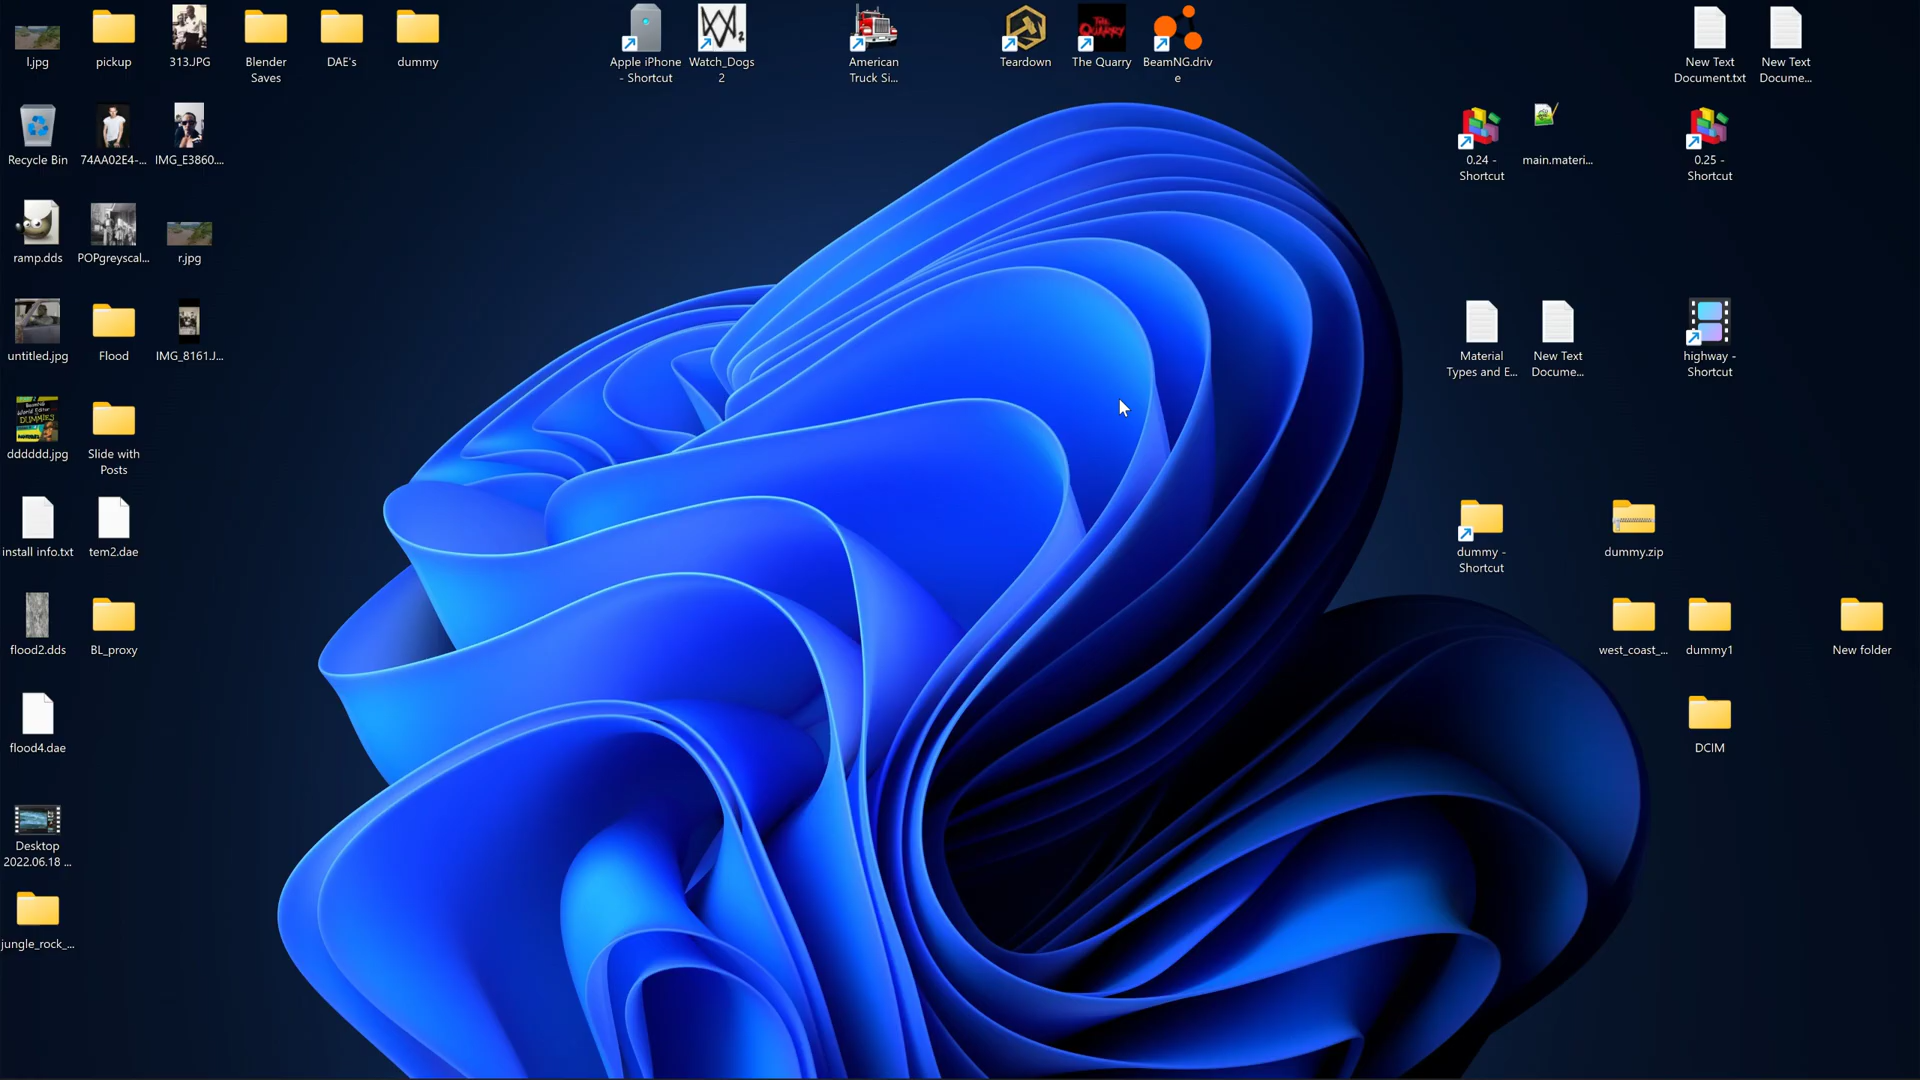 l.jpg
pickup
313.JPG
Blender
Saves
DAE's
dummy
Apple iPhone
- Shortcut
Watch_Dogs
2
American
Truck Si...
Teardown
The Quarry
BeamNG.driv
e
New Text
Document.txt
New Text
Docume...
Recycle Bin
74AA02E4-...
IMG_E3860....
0.24 -
Shortcut
main.materi...
0.25 -
Shortcut
ramp.dds
POPgreyscal...
r.jpg
untitled.jpg
Flood
IMG_8161.J...
Material
Types and E...
New Text
Docume...
highway -
Shortcut
DUMMIES
dddddd.jpg
Slide with
Posts
install info.txt
tem2.dae
dummy -
Shortcut
dummy.zip
flood2.dds
BL_proxy
west_coast_...
dummy1
New folder
flood4.dae
DCIM
Desktop
2022.06.18 ...
jungle_rock_...